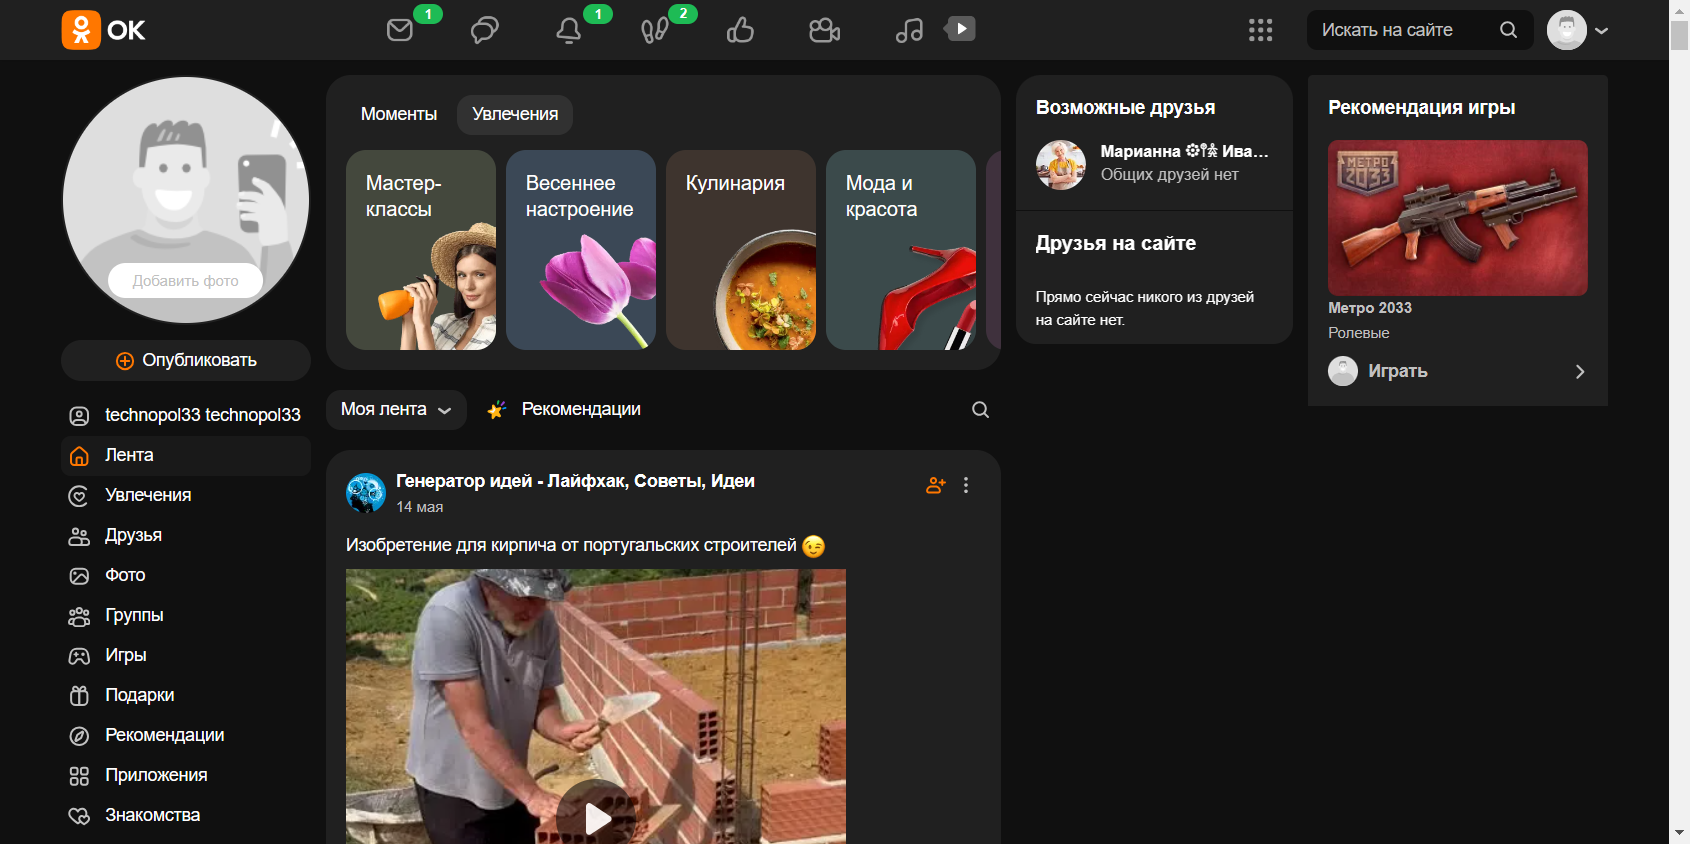 OK
1
1
2
Искать на сайте
Добавить фото
Опубликовать
technopol33 technopol33
Лента
Увлечения
Друзья
Фото
Группы
Игры
Подарки
Рекомендации
Приложения
Знакомства
Моменты
Увлечения
Мастер-
классы
Весеннее
настроение
Кулинария
Мода и
красота
Моя лента
Рекомендации
Генератор идей - Лайфхак, Советы, Идеи
14 мая
Изобретение для кирпича от португальских строителей 😉
Возможные друзья
Марианна Ива...
Общих друзей нет
Друзья на сайте
Прямо сейчас никого из друзей
на сайте нет.
Рекомендация игры
МЕТРО
2033
Метро 2033
Ролевые
Играть